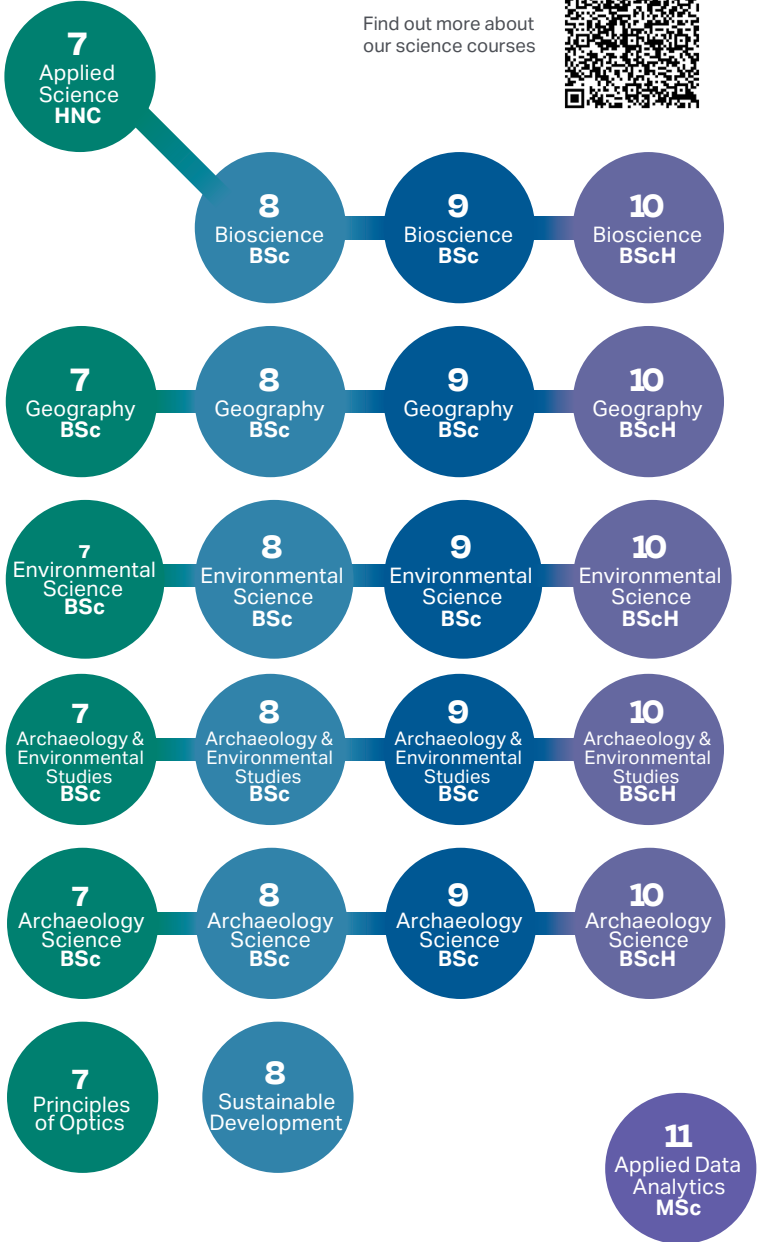 Find out more about
our science courses
7
Applied
Science
HNC
8
Bioscience
BSc
9
Bioscience
BSc
10
Bioscience
BScH
7
Geography
BSc
8
Geography
BSc
9
Geography
BSc
10
Geography
BScH
7
Environmental
Science
BSc
8
Environmental
Science
BSc
9
Environmental
Science
BSc
10
Environmental
Science
BScH
7
Archaeology &
Environmental
Studies
BSc
8
Archaeology &
Environmental
Studies
BSc
9
Archaeology &
Environmental
Studies
BSc
10
Archaeology &
Environmental
Studies
BScH
7
Archaeology
Science
BSc
8
Archaeology
Science
BSc
9
Archaeology
Science
BSc
10
Archaeology
Science
BScH
7
Principles
of Optics
8
Sustainable
Development
11
Applied Data
Analytics
MSc